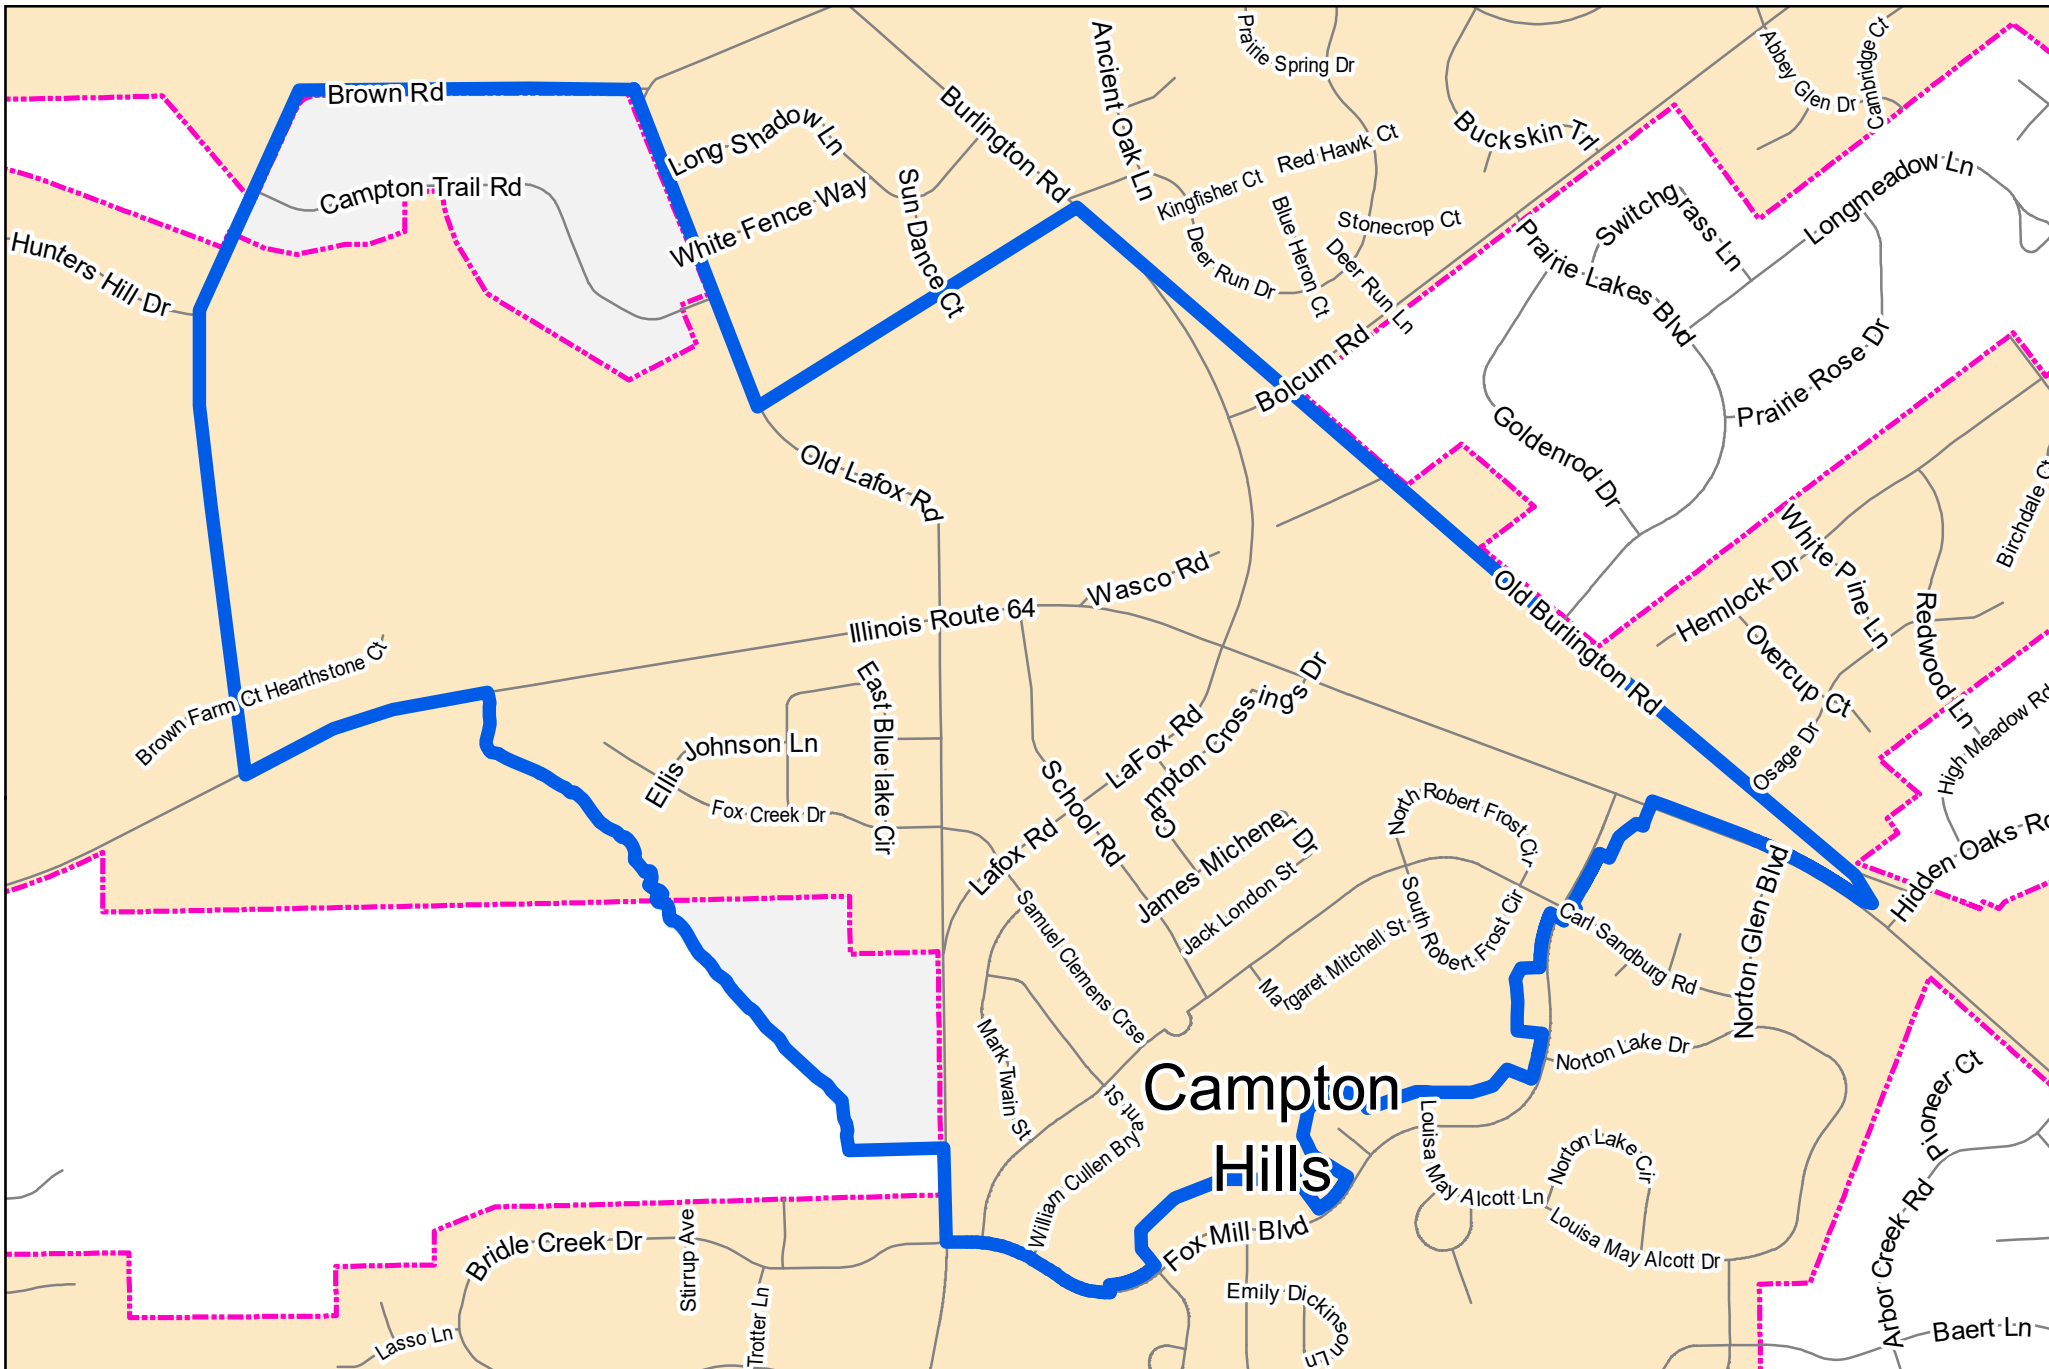 Brown Rd
Campton Trail Rd
Hunters Hill Dr
Long Shadow Ln
White Fence Way
Sun Dance Ct
Burlington Rd
Ancient Oak Ln
Prairie Spring Dr
Kingfisher Ct
Red Hawk Ct
Blue Heron Ct
Stonecrop Ct
Deer Run Dr
Deer Run Ln
Buckskin Trl
Abbey Glen Dr
Cambridge Ct
Switchgrass Ln
Longmeadow Ln
Prairie Lakes Blvd
Prairie Rose Dr
Goldenrod Dr
Bolcum Rd
Old Lafox Rd
Wasco Rd
Illinois Route 64
Old Burlington Rd
White Pine Ln
Hemlock Dr
Overcup Ct
Redwood Ln
Birchdale Ct
Osage Dr
High Meadow Rd
Hidden Oaks Rd
Brown Farm Ct
Hearthstone Ct
East Blue lake Cir
Ellis Johnson Ln
Fox Creek Dr
School Rd
LaFox Rd
Campton Crossings Dr
Lafox Rd
James Michener Dr
Jack London St
North Robert Frost Cir
South Robert Frost Cir
Margaret Mitchell St
Samuel Clemens Crse
Mark Twain St
William Cullen Bryant St
Carl Sandburg Rd
Norton Glen Blvd
Norton Lake Dr
Campton
Hills
Louisa May Alcott Ln
Norton Lake Cir
Louisa May Alcott Dr
Fox Mill Blvd
Emily Dickinson Ln
Bridle Creek Dr
Stirrup Ave
Trotter Ln
Lasso Ln
Pioneer Ct
Arbor Creek Rd
Baert Ln